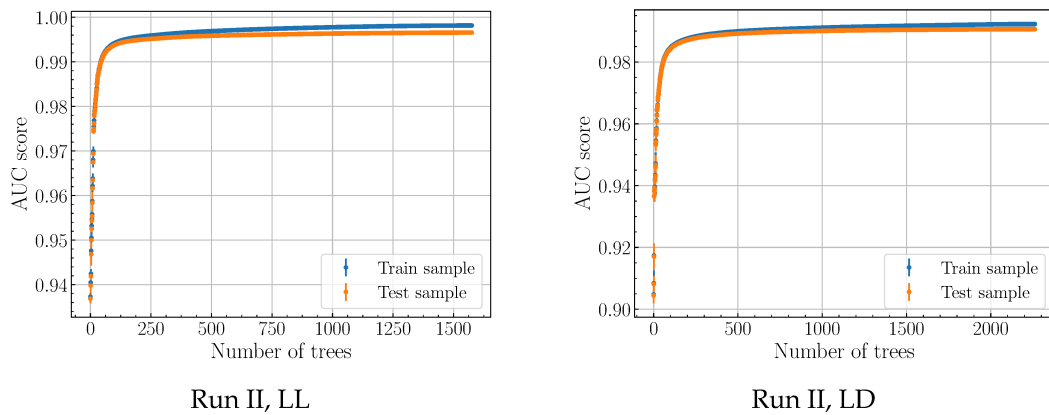 1.00
0.99
0.98
0.97
0.96
0.95
0.94
AUC score
0 250 500 750 1000 1250 1500
Number of trees
Train sample
Test sample
Run II, LL
0.98
0.96
0.94
0.92
0.90
AUC score
0 500 1000 1500 2000
Number of trees
Train sample
Test sample
Run II, LD